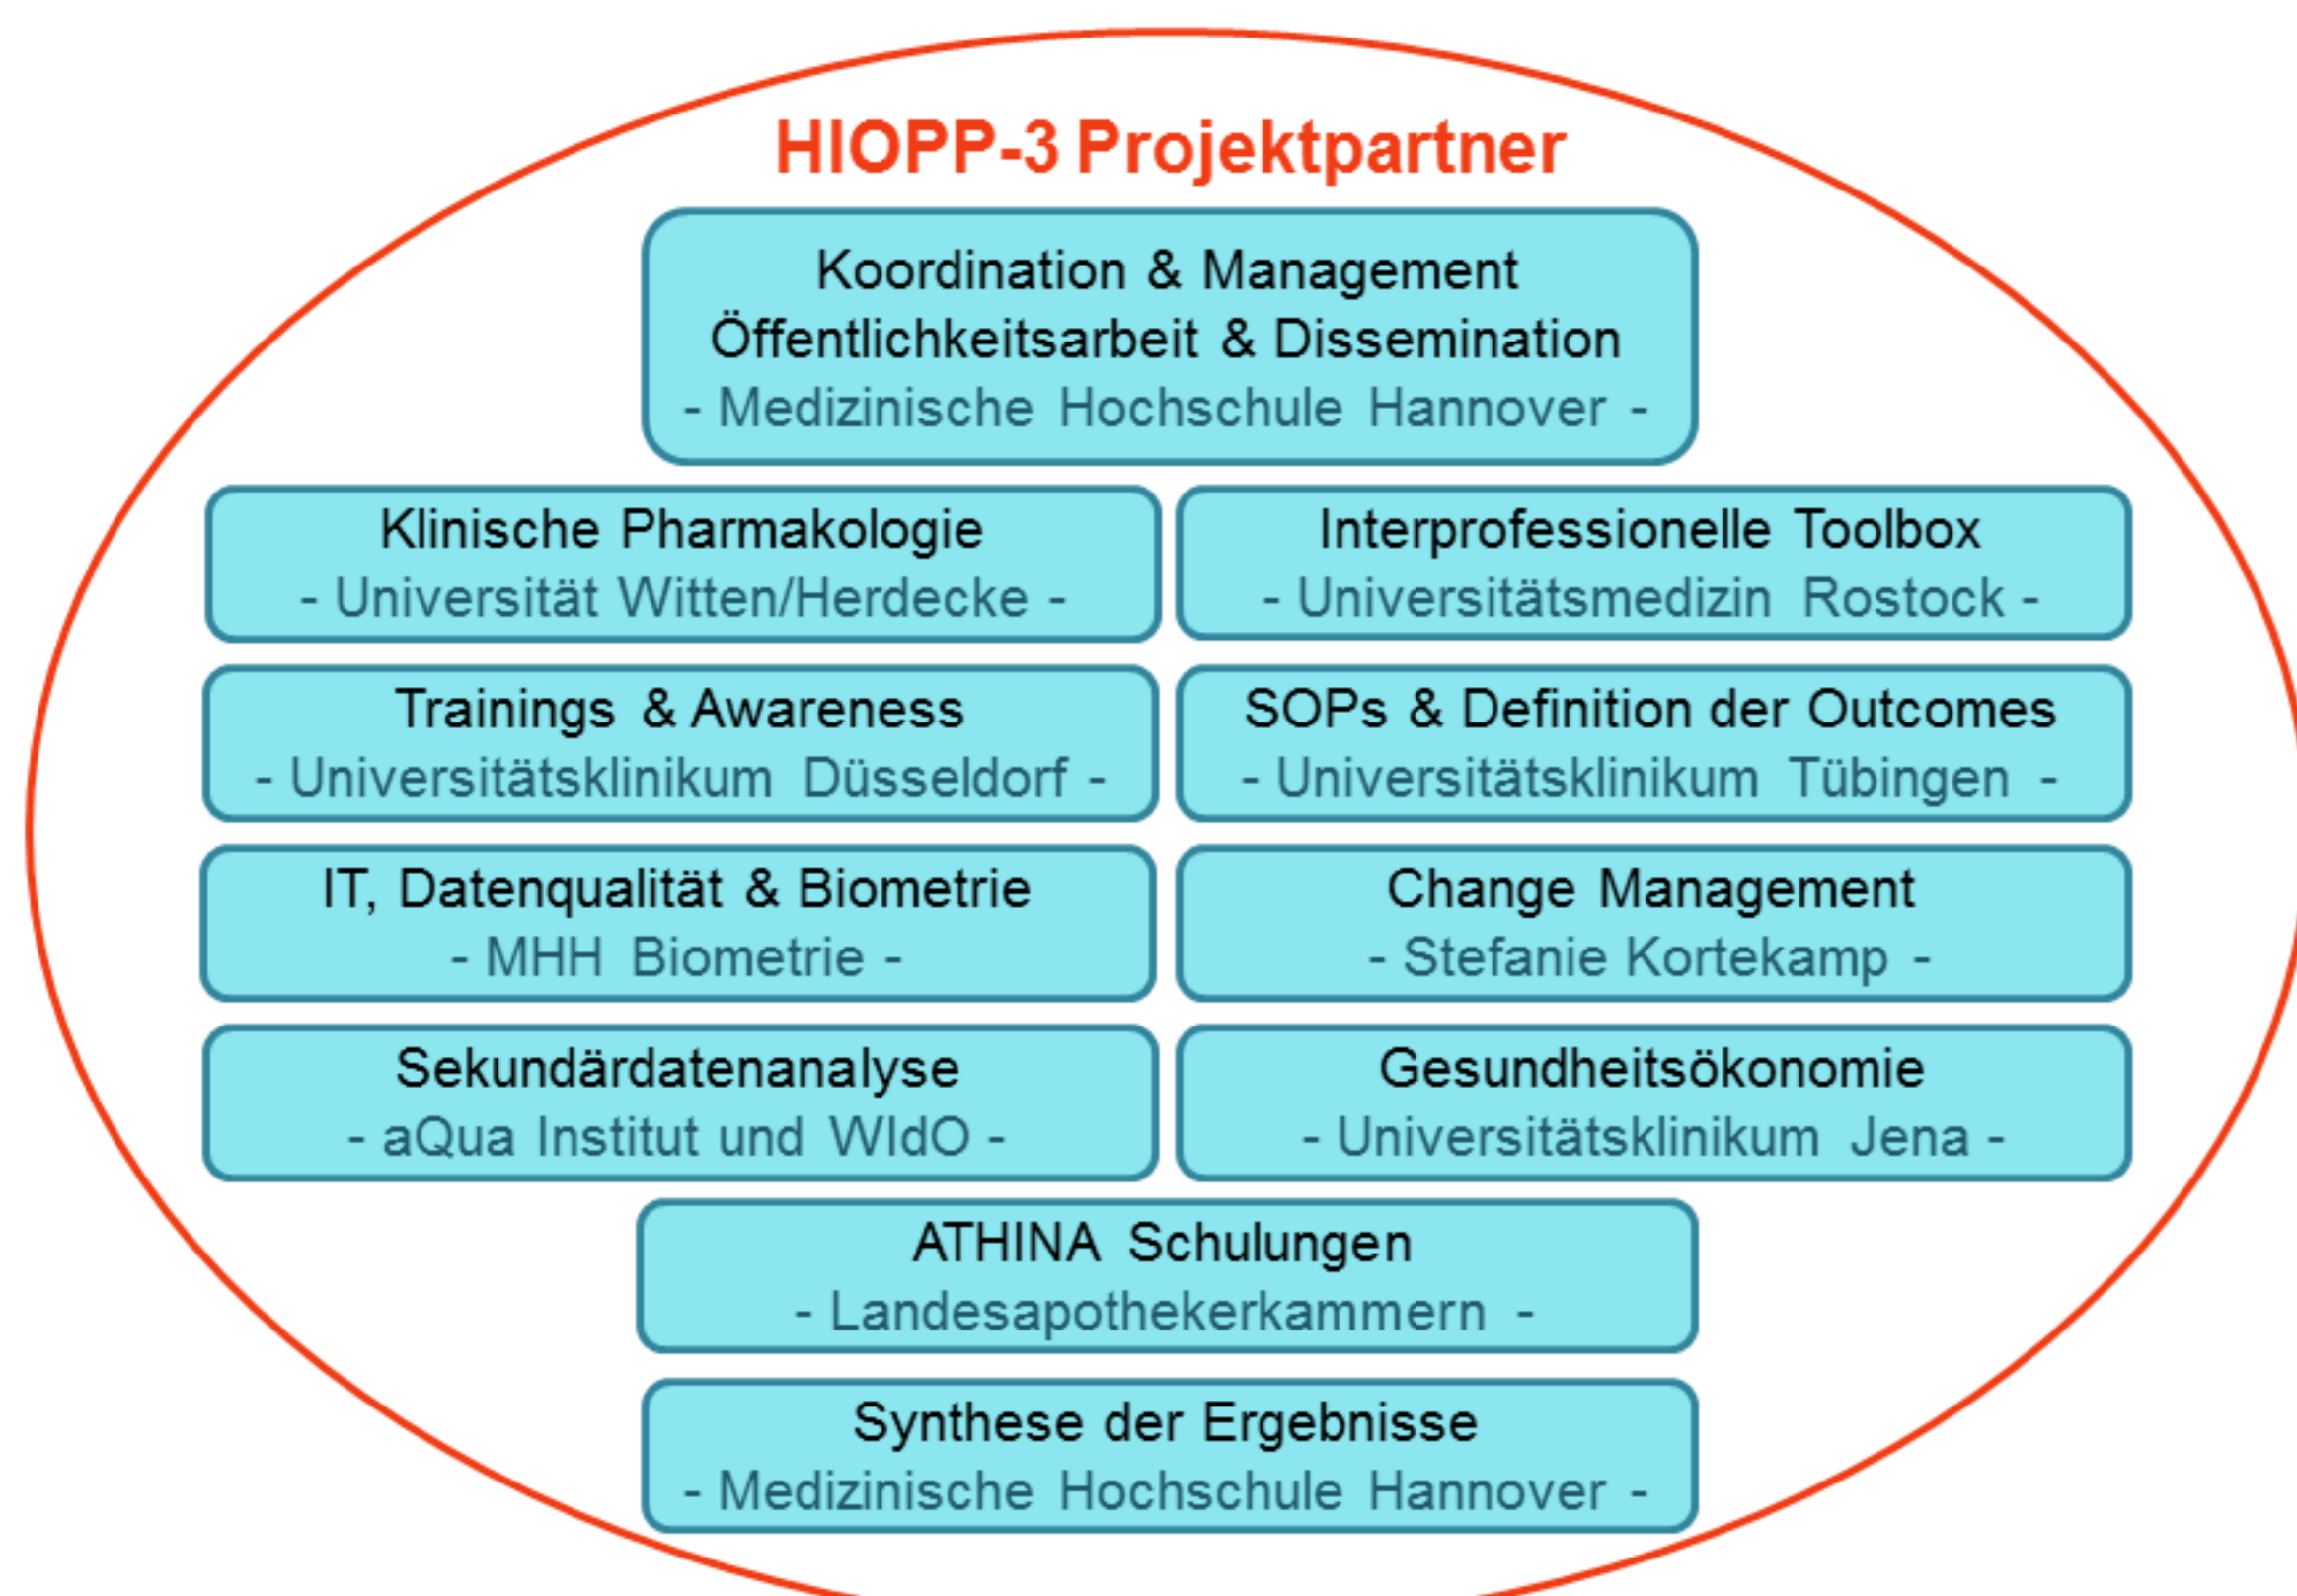 HIOPP-3 Projektpartner
Koordination & Management
Öffentlichkeitsarbeit & Dissemination
- Medizinische Hochschule Hannover -
Klinische Pharmakologie
- Universität Witten/Herdecke -
Interprofessionelle Toolbox
- Universitätsmedizin Rostock -
Trainings & Awareness
- Universitätsklinikum Düsseldorf -
SOPs & Definition der Outcomes
- Universitätsklinikum Tübingen -
IT, Datenqualität & Biometrie
- MHH Biometrie -
Change Management
- Stefanie Kortekamp -
Sekundärdatenanalyse
- aQua Institut und WIdO -
Gesundheitsökonomie
- Universitätsklinikum Jena -
ATHINA Schulungen
- Landesapothekerkammern -
Synthese der Ergebnisse
- Medizinische Hochschule Hannover -